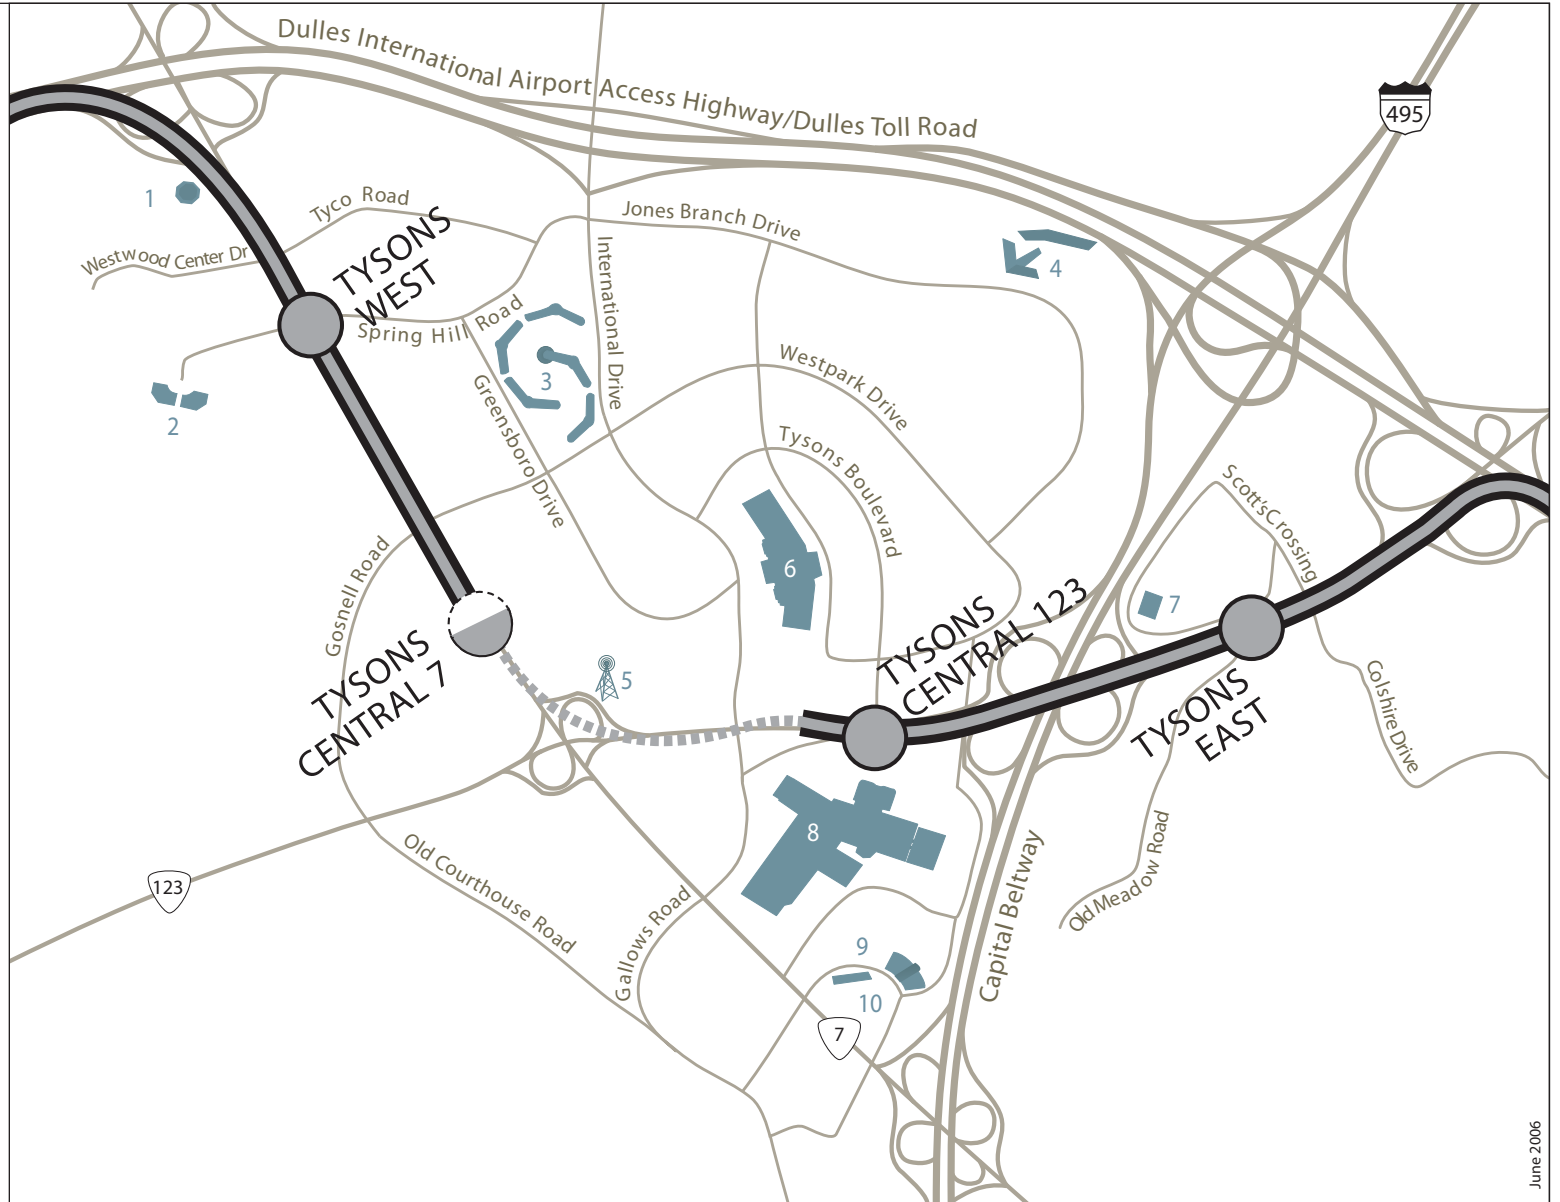 Dulles International Airport Access Highway/Dulles Toll Road
495
1
Tyco Road
Jones Branch Drive
Westwood Center Dr
TYSONS
WEST
International Drive
4
Spring Hill Road
3
Greensboro Drive
Westpark Drive
2
Tysons Boulevard
Scott's Crossing
Gosnell Road
6
7
TYSONS
CENTRAL 123
TYSONS
CENTRAL 7
5
TYSONS
EAST
Colshire Drive
8
Old Courthouse Road
Old Meadow Road
123
Gallows Road
Capital Beltway
9
10
7
June 2006